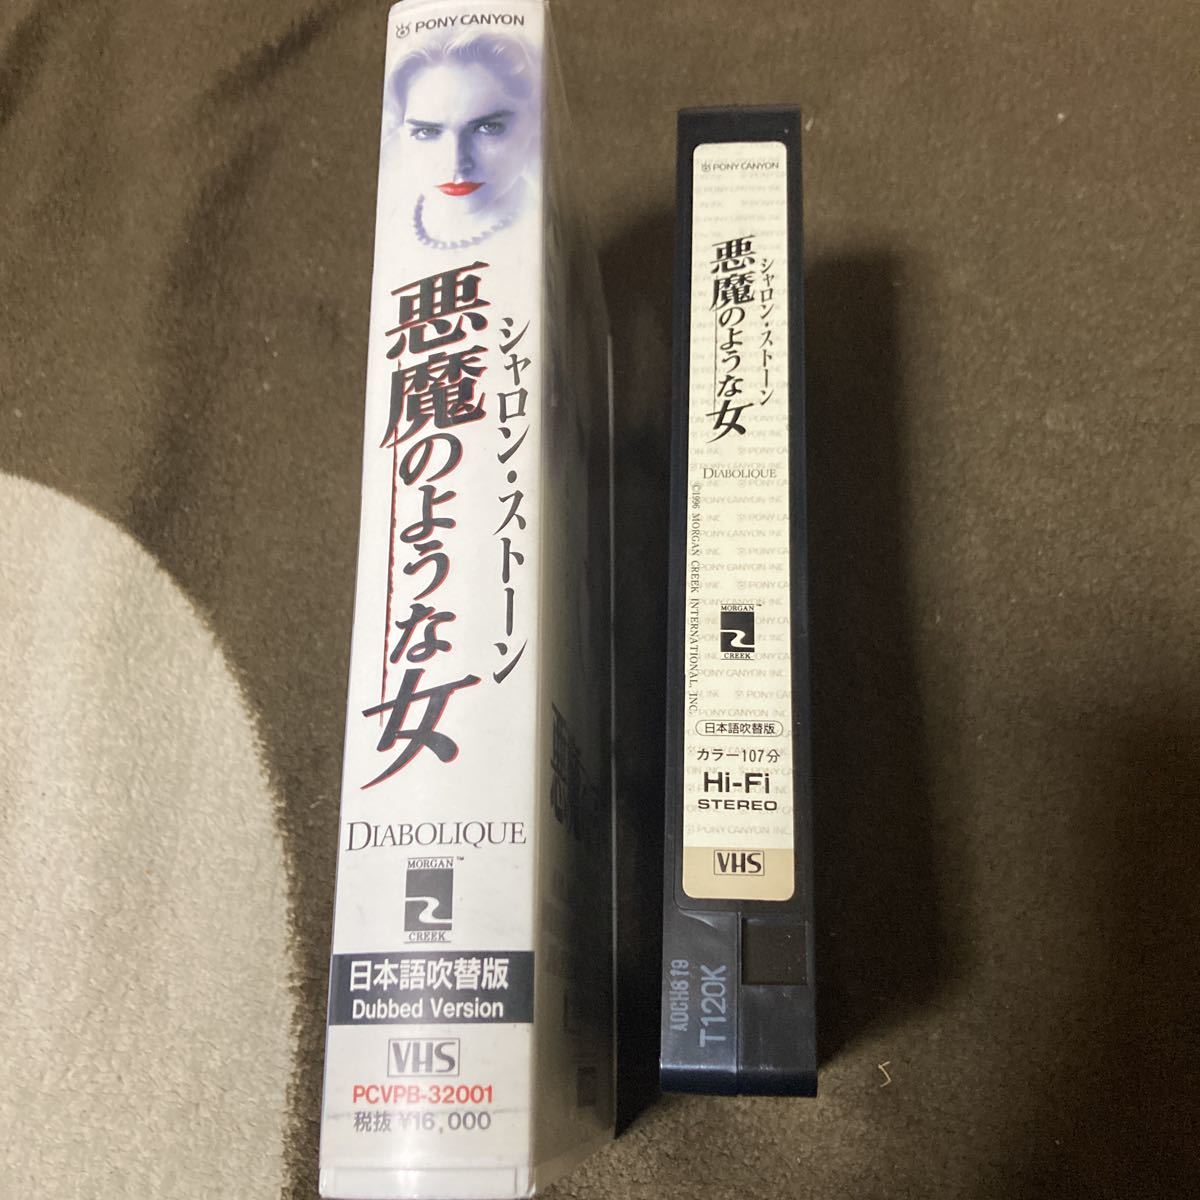 PONY CANYON
シャロン・ストーン
悪魔のような女
DIABOLIQUE
MORGAN™
CREEK
日本語吹替版
Dubbed Version
VHS
PCVPB-32001
税抜 ¥16,000
PONY CANYON
シャロン・ストーン
悪魔のような女
DIABOLIQUE
©1996 MORGAN CREEK INTERNATIONAL, INC.
MORGAN™
CREEK
日本語吹替版
カラー107分
Hi-Fi
STEREO
VHS
T120K